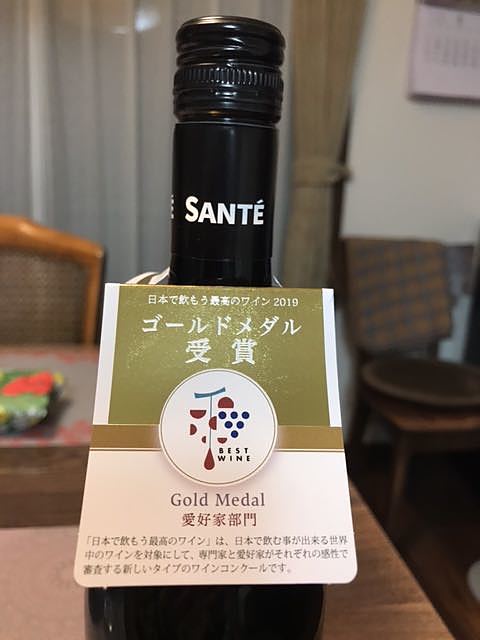 SANTÉ
日本で飲もう最高のワイン 2019
ゴールドメダル
受賞
BEST
WINE
Gold Medal
愛好家部門
「日本で飲もう最高のワイン」は、日本で飲む事が出来る世界
中のワインを対象にして、専門家と愛好家がそれぞれの感性で
審査する新しいタイプのワインコンクールです。